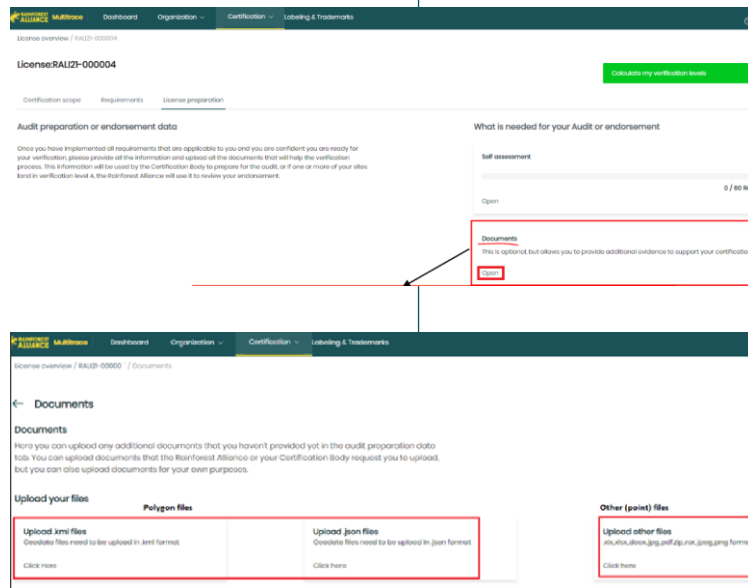 RAINFOREST ALLIANCE Multitrace Dashboard Organization Certification Labeling & Trademarks
License overview / RALI21-000004
License:RALI21-000004
Calculate my verification levels
Certification scope Requirements License preparation
Audit preparation or endorsement data
Once you have implemented all requirements that are applicable to you and you are confident you are ready for
your verification, please provide all the information and upload all the documents that will help the verification
process. This information will be used by the Certification Body to prepare for the audit, or if one or more of your sites
land in verification level A, the Rainforest Alliance will use it to review your endorsement.
What is needed for your Audit or endorsement
Self assessment
0 / 60 Re
Open
Documents
This is optional, but allows you to provide additional evidence to support your certificatio
Open
RAINFOREST ALLIANCE Multitrace Dashboard Organization Certification Labeling & Trademarks
License overview / RALI21-00000 / Documents
← Documents
Documents
Here you can upload any additional documents that you haven't provided yet in the audit preparation data
tab. You can upload documents that the Rainforest Alliance or your Certification Body request you to upload,
but you can also upload documents for your own purposes.
Upload your files
Polygon files
Other (point) files
Upload .kml files
Geodata files need to be upload in .kml format
Click Here
Upload .json files
Geodata files need to be upload in .json format
Click here
Upload other files
.xls,xlsx,docx,jpg,pdf,zip,rar,jpeg,png forma
Click here